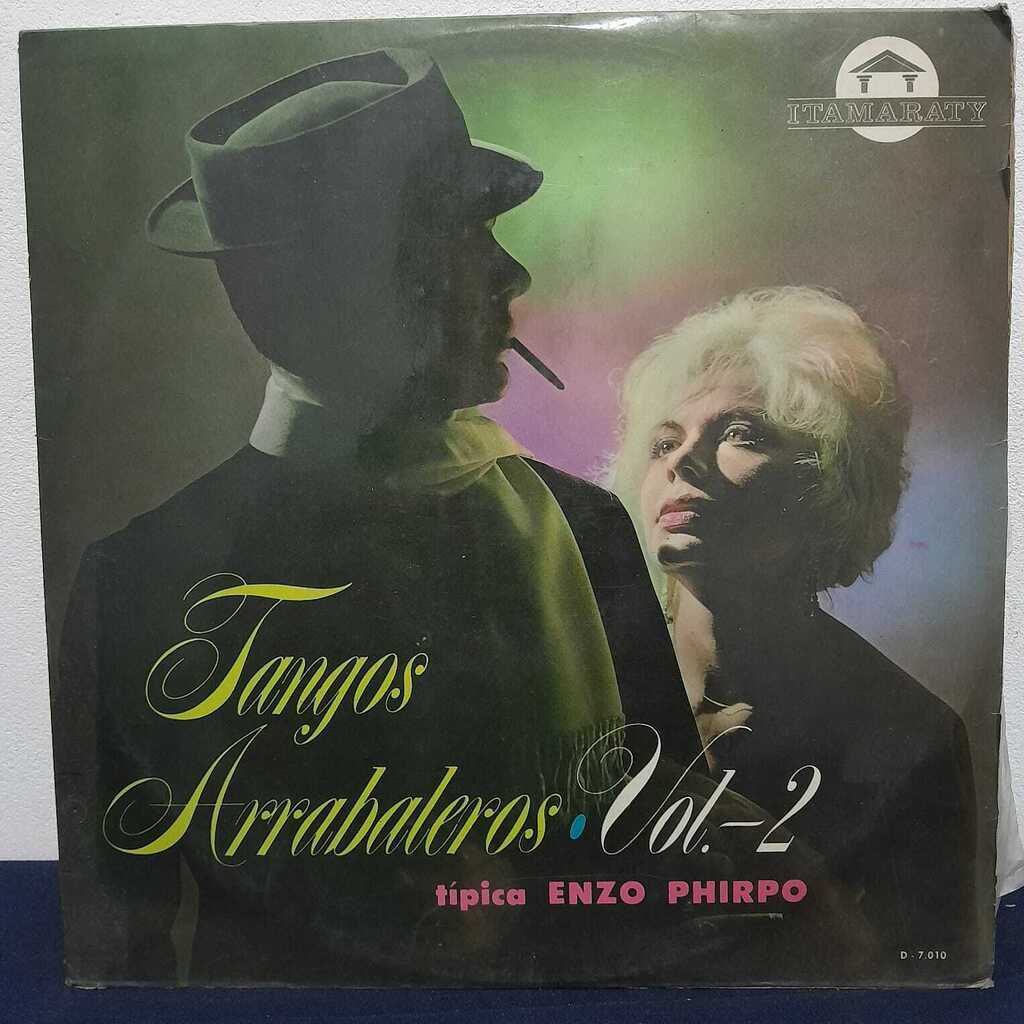 ITAMARATY
Tangos
Arrabaleros • Vol.-2
típica ENZO PHIRPO
D - 7.010